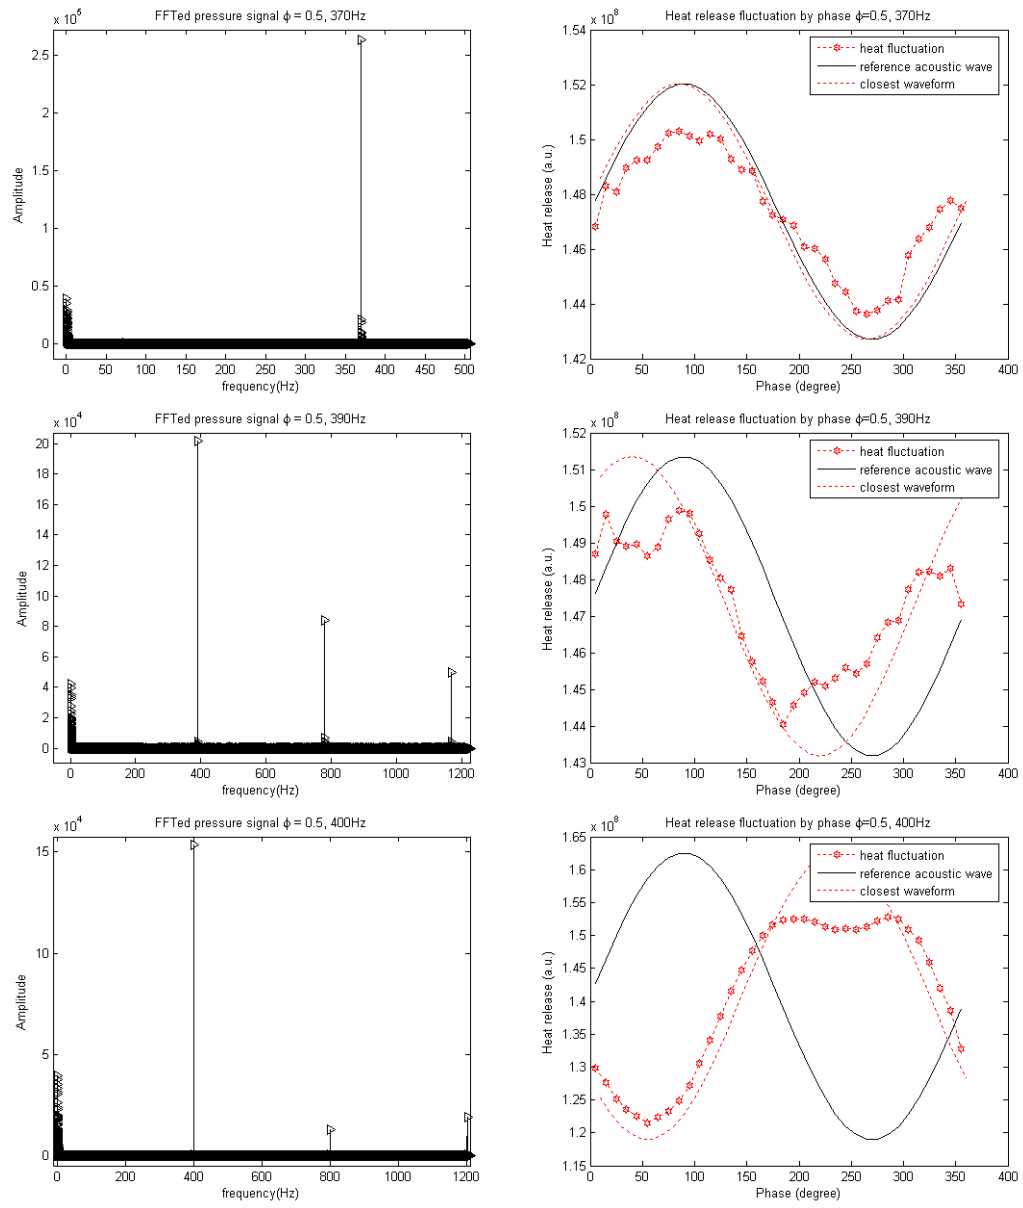 FFTed pressure signal ϕ = 0.5, 370Hz
x 10^5
2.5
2
1.5
1
0.5
0
Amplitude
0 50 100 150 200 250 300 350 400 450 500
frequency(Hz)
Heat release fluctuation by phase ϕ=0.5, 370Hz
x 10^8
1.54
1.52
1.5
1.48
1.46
1.44
1.42
Heat release (a.u.)
heat fluctuation
reference acoustic wave
closest waveform
0 50 100 150 200 250 300 350 400
Phase (degree)
FFTed pressure signal ϕ = 0.5, 390Hz
x 10^4
20
18
16
14
12
10
8
6
4
2
0
Amplitude
0 200 400 600 800 1000 1200
frequency(Hz)
Heat release fluctuation by phase ϕ=0.5, 390Hz
x 10^8
1.52
1.51
1.5
1.49
1.48
1.47
1.46
1.45
1.44
1.43
Heat release (a.u.)
heat fluctuation
reference acoustic wave
closest waveform
0 50 100 150 200 250 300 350 400
Phase (degree)
FFTed pressure signal ϕ = 0.5, 400Hz
x 10^4
15
10
5
0
Amplitude
0 200 400 600 800 1000 1200
frequency(Hz)
Heat release fluctuation by phase ϕ=0.5, 400Hz
x 10^8
1.65
1.6
1.55
1.5
1.45
1.4
1.35
1.3
1.25
1.2
1.15
Heat release (a.u.)
heat fluctuation
reference acoustic wave
closest waveform
0 50 100 150 200 250 300 350 400
Phase (degree)